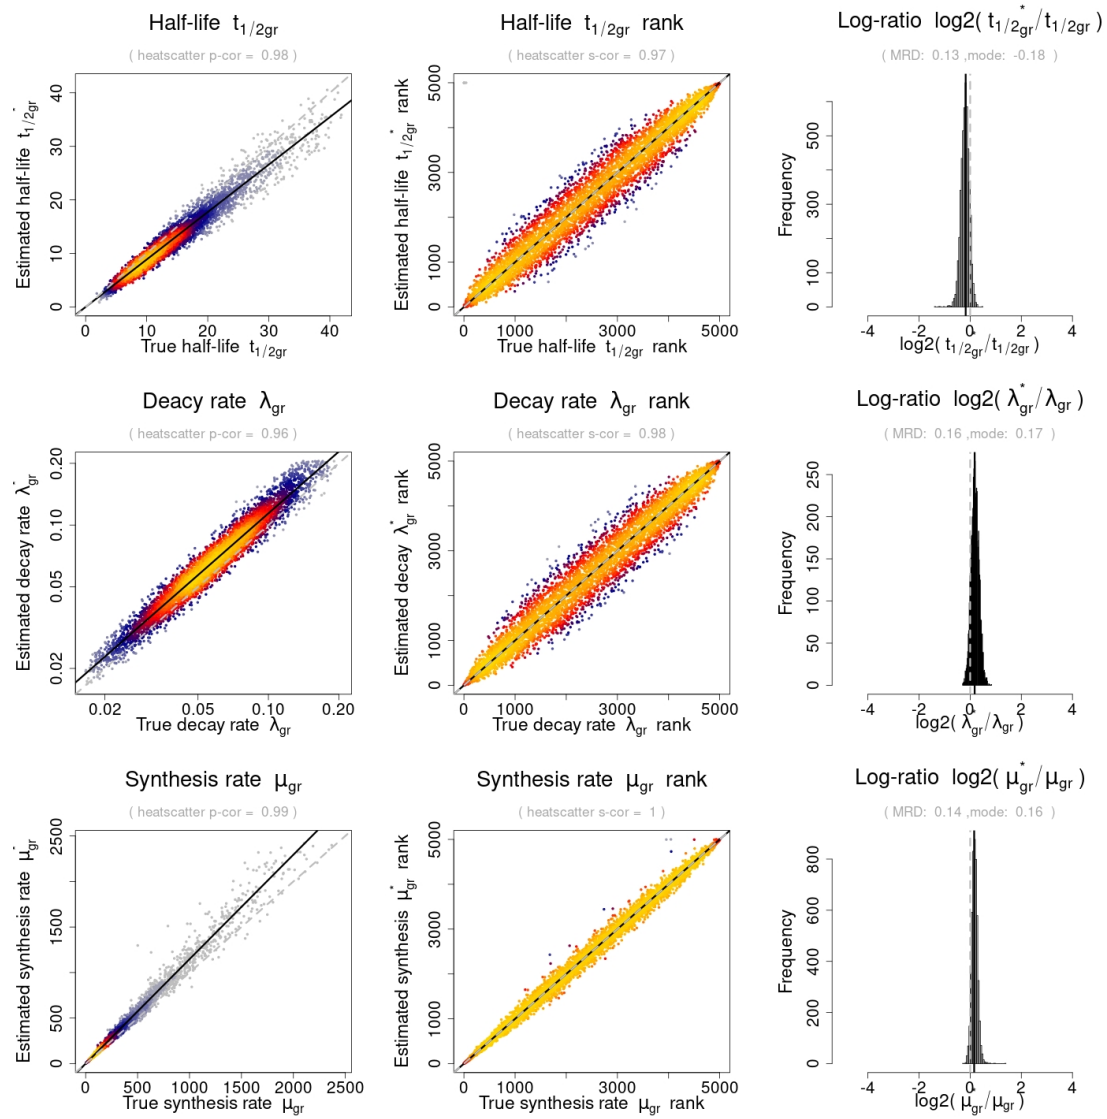 Half-life t1/2gr
( heatscatter p-cor = 0.98 )
Estimated half-life t*1/2gr
0 10 20 30 40
0 10 20 30 40
True half-life t1/2gr
Half-life t1/2gr rank
( heatscatter s-cor = 0.97 )
Estimated half-life t*1/2gr rank
0 1000 3000 5000
0 1000 3000 5000
True half-life t1/2gr rank
Log-ratio log2( t*1/2gr/t1/2gr )
( MRD: 0.13 ,mode: -0.18 )
Frequency
0 100 300 500
-4 -2 0 2 4
log2( t1/2gr/t1/2gr )
Deacy rate λgr
( heatscatter p-cor = 0.96 )
Estimated decay rate λ*gr
0.02 0.05 0.10 0.20
0.02 0.05 0.10 0.20
True decay rate λgr
Decay rate λgr rank
( heatscatter s-cor = 0.98 )
Estimated decay λ*gr rank
0 1000 3000 5000
0 1000 3000 5000
True decay rate λgr rank
Log-ratio log2( λ*gr/λgr )
( MRD: 0.16 ,mode: 0.17 )
Frequency
0 50 100 150 200 250
-4 -2 0 2 4
log2( λgr/λgr )
Synthesis rate μgr
( heatscatter p-cor = 0.99 )
Estimated synthesis rate μ*gr
0 500 1500 2500
0 500 1000 1500 2000 2500
True synthesis rate μgr
Synthesis rate μgr rank
( heatscatter s-cor = 1 )
Estimated synthesis μ*gr rank
0 1000 3000 5000
0 1000 3000 5000
True synthesis rate μgr rank
Log-ratio log2( μ*gr/μgr )
( MRD: 0.14 ,mode: 0.16 )
Frequency
0 200 400 600 800
-4 -2 0 2 4
log2( μgr/μgr )